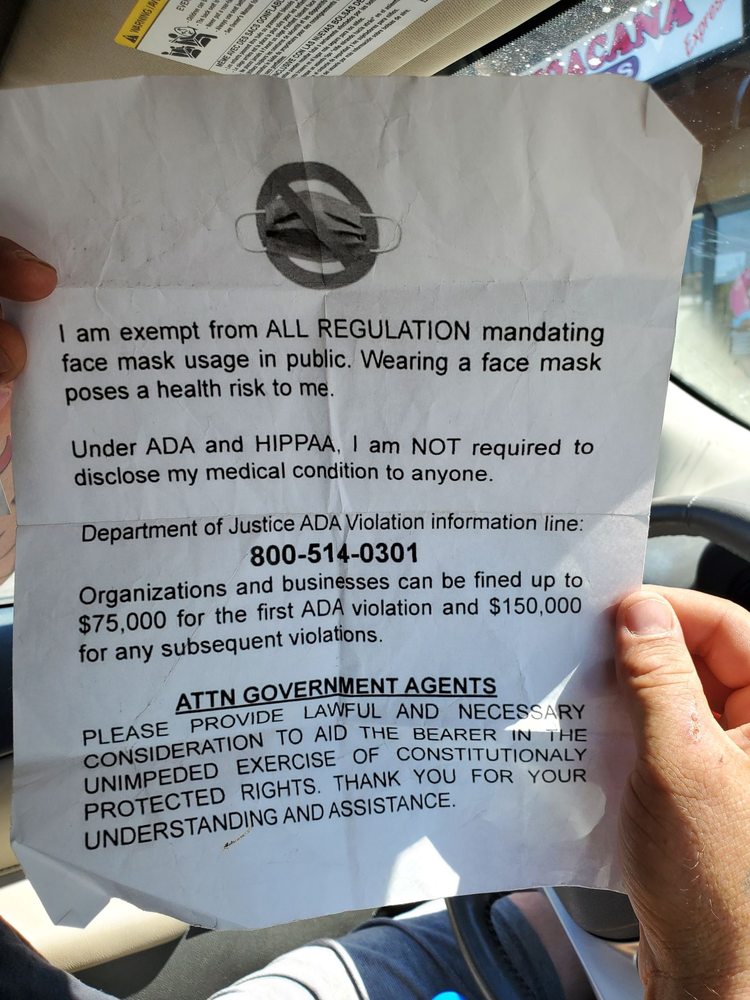 WARNING
I am exempt from ALL REGULATION mandating
face mask usage in public. Wearing a face mask
poses a health risk to me.
Under ADA and HIPPAA, I am NOT required to
disclose my medical condition to anyone.
Department of Justice ADA Violation information line:
800-514-0301
Organizations and businesses can be fined up to
$75,000 for the first ADA violation and $150,000
for any subsequent violations.
ATTN GOVERNMENT AGENTS
PLEASE PROVIDE LAWFUL AND NECESSARY
CONSIDERATION TO AID THE BEARER IN THE
UNIMPEDED EXERCISE OF CONSTITUTIONALY
PROTECTED RIGHTS. THANK YOU FOR YOUR
UNDERSTANDING AND ASSISTANCE.